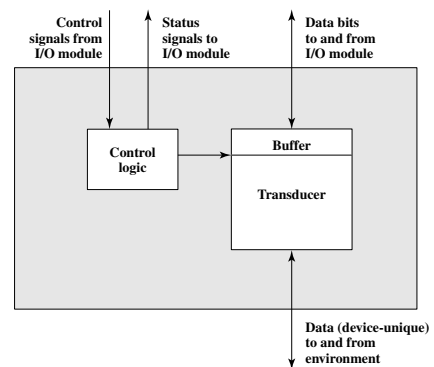 Control
signals from
I/O module
Status
signals to
I/O module
Data bits
to and from
I/O module
Control
logic
Buffer
Transducer
Data (device-unique)
to and from
environment